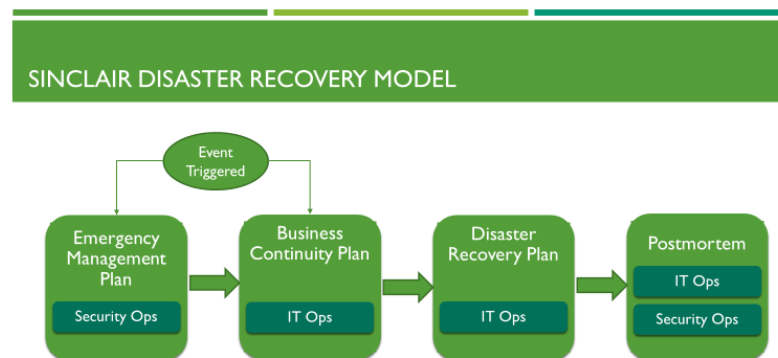 SINCLAIR DISASTER RECOVERY MODEL
Event
Triggered
Emergency
Management
Plan
Security Ops
Business
Continuity Plan
IT Ops
Disaster
Recovery Plan
IT Ops
Postmortem
IT Ops
Security Ops